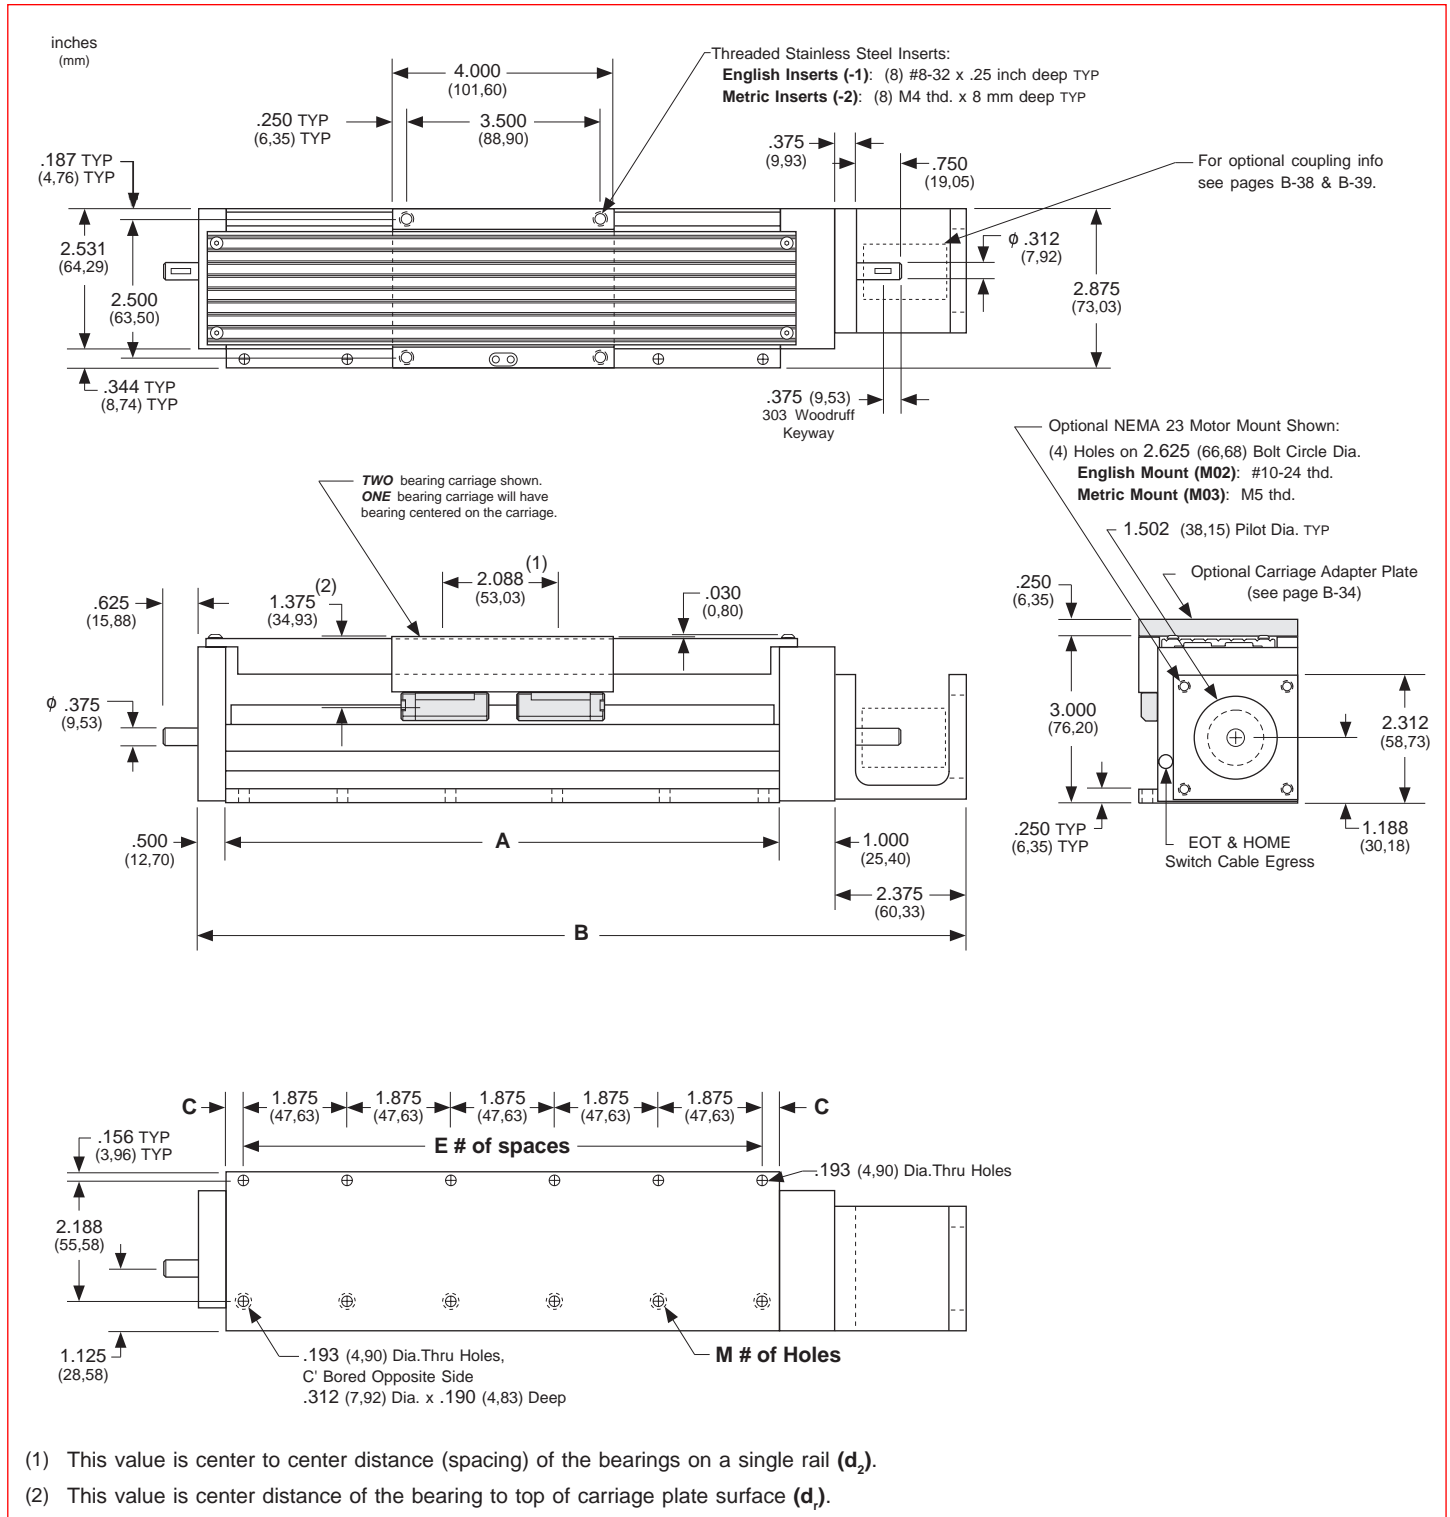 inches
(mm)
Threaded Stainless Steel Inserts:
English Inserts (-1): (8) #8-32 x .25 inch deep TYP
Metric Inserts (-2): (8) M4 thd. x 8 mm deep TYP
4.000
(101,60)
.250 TYP
(6,35) TYP
3.500
(88,90)
.375
(9,93)
.750
(19,05)
For optional coupling info
see pages B-38 & B-39.
.187 TYP
(4,76) TYP
2.531
(64,29)
2.500
(63,50)
ϕ .312
(7,92)
2.875
(73,03)
.344 TYP
(8,74) TYP
.375 (9,53)
303 Woodruff
Keyway
Optional NEMA 23 Motor Mount Shown:
(4) Holes on 2.625 (66,68) Bolt Circle Dia.
English Mount (M02): #10-24 thd.
Metric Mount (M03): M5 thd.
TWO bearing carriage shown.
ONE bearing carriage will have
bearing centered on the carriage.
1.502 (38,15) Pilot Dia. TYP
Optional Carriage Adapter Plate
(see page B-34)
(1)
2.088
(53,03)
(2)
1.375
(34,93)
.030
(0,80)
.625
(15,88)
.250
(6,35)
ϕ .375
(9,53)
3.000
(76,20)
2.312
(58,73)
.250 TYP
(6,35) TYP
1.188
(30,18)
EOT & HOME
Switch Cable Egress
.500
(12,70)
A
1.000
(25,40)
2.375
(60,33)
B
C
1.875
(47,63)
1.875
(47,63)
1.875
(47,63)
1.875
(47,63)
1.875
(47,63)
C
E # of spaces
.156 TYP
(3,96) TYP
.193 (4,90) Dia.Thru Holes
2.188
(55,58)
1.125
(28,58)
.193 (4,90) Dia.Thru Holes,
C' Bored Opposite Side
.312 (7,92) Dia. x .190 (4,83) Deep
M # of Holes
(1) This value is center to center distance (spacing) of the bearings on a single rail (d2).
(2) This value is center distance of the bearing to top of carriage plate surface (dr).